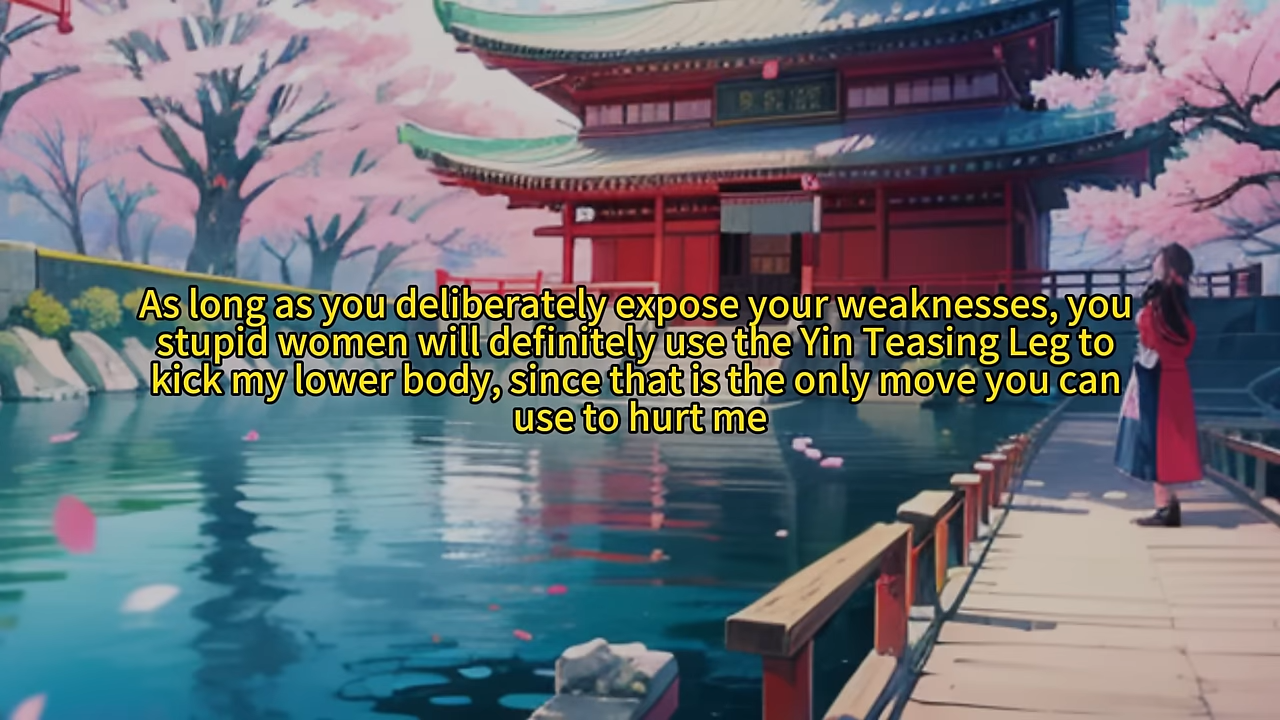 As long as you deliberately expose your weaknesses, you
stupid women will definitely use the Yin Teasing Leg to
kick my lower body, since that is the only move you can
use to hurt me